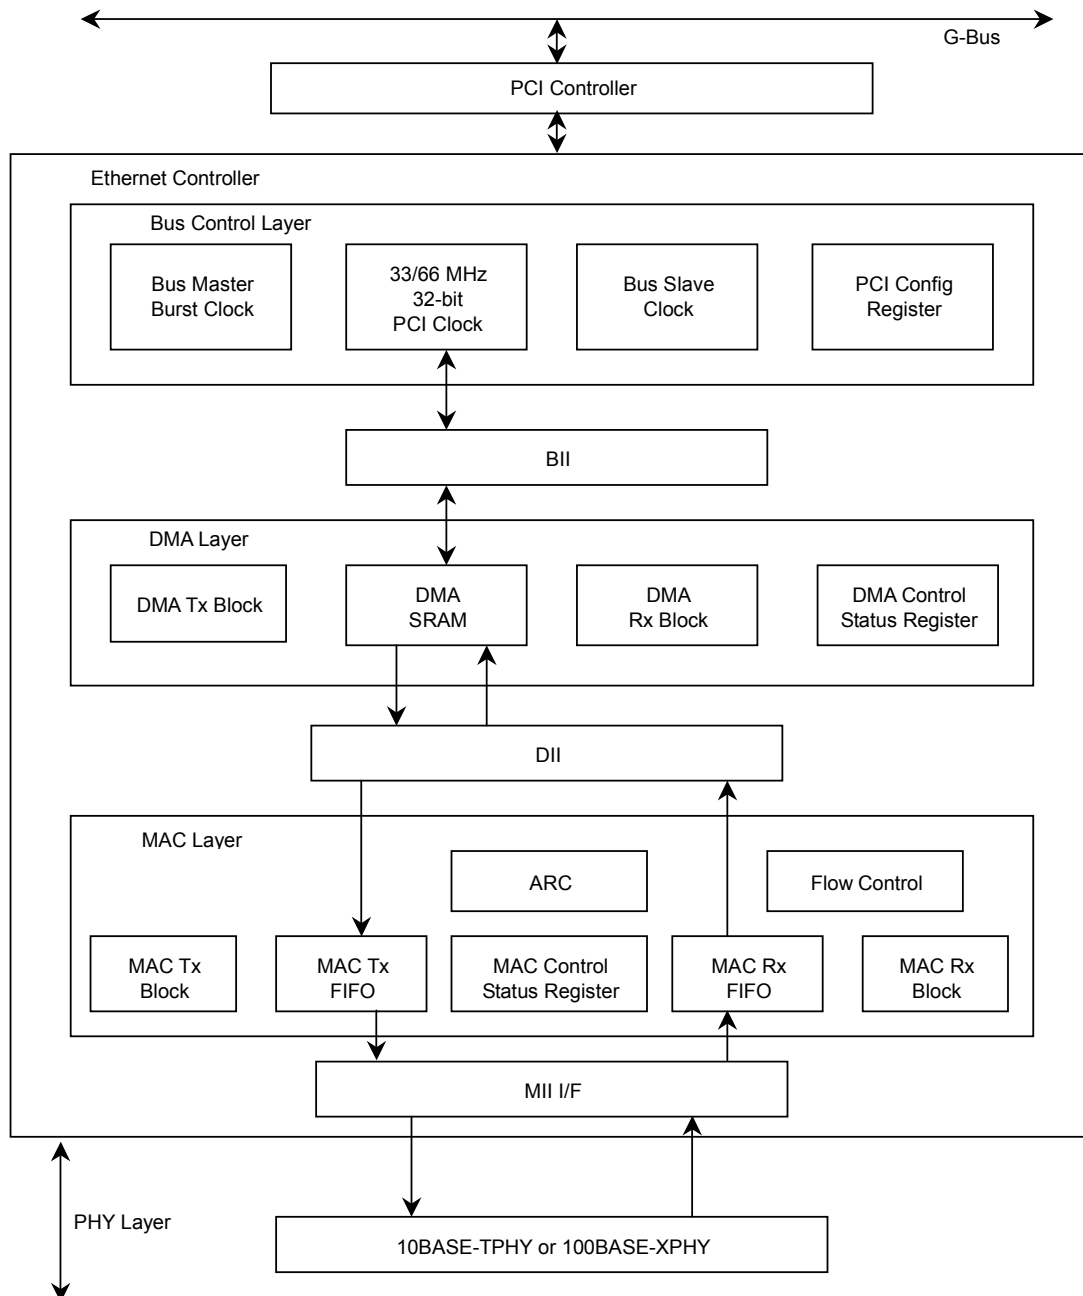 G-Bus
PCI Controller
Ethernet Controller
Bus Control Layer
Bus Master
Burst Clock
33/66 MHz
32-bit
PCI Clock
Bus Slave
Clock
PCI Config
Register
BII
DMA Layer
DMA Tx Block
DMA
SRAM
DMA
Rx Block
DMA Control
Status Register
DII
MAC Layer
ARC
Flow Control
MAC Tx
Block
MAC Tx
FIFO
MAC Control
Status Register
MAC Rx
FIFO
MAC Rx
Block
MII I/F
PHY Layer
10BASE-TPHY or 100BASE-XPHY